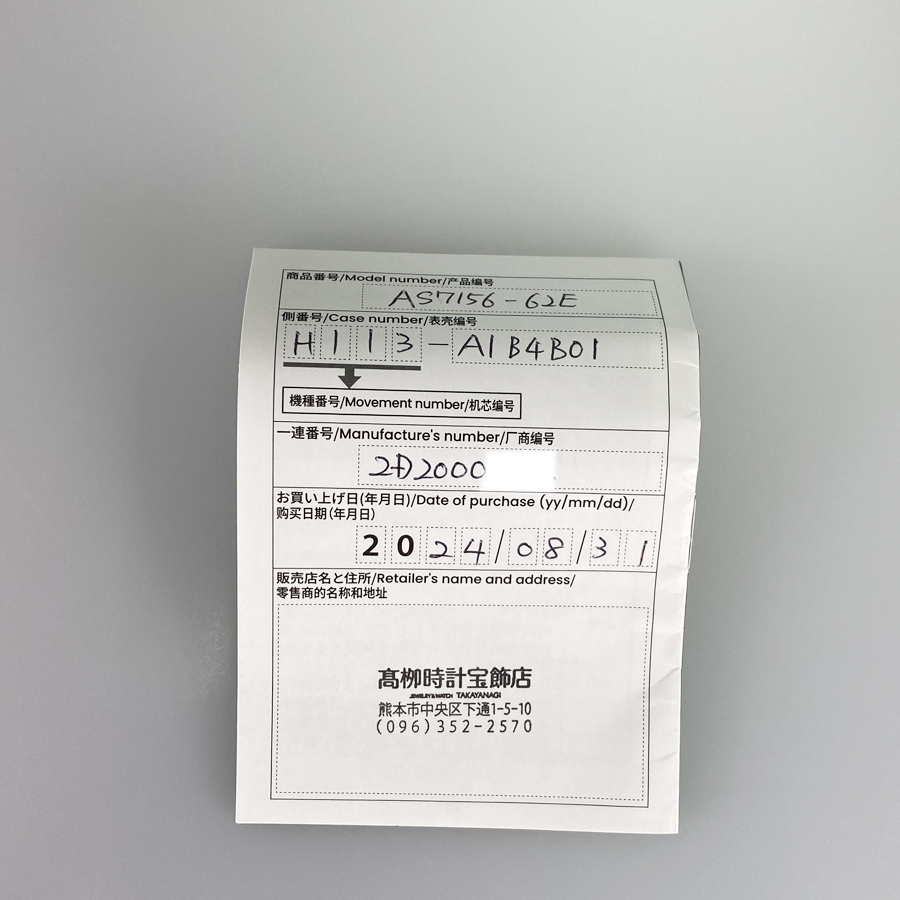 商品番号/Model number/产品编号
AS7156-62E
側番号/Case number/表壳编号
H113-A1B4B01
機種番号/Movement number/机芯编号
一連番号/Manufacture's number/厂商编号
2D2000
お買い上げ日(年月日)/Date of purchase (yy/mm/dd)/
购买日期(年月日)
2024/08/31
販売店名と住所/Retailer's name and address/
零售商的名称和地址
髙栁時計宝飾店
JEWELRY & WATCH TAKAYANAGI
熊本市中央区下通1-5-10
(096)352-2570